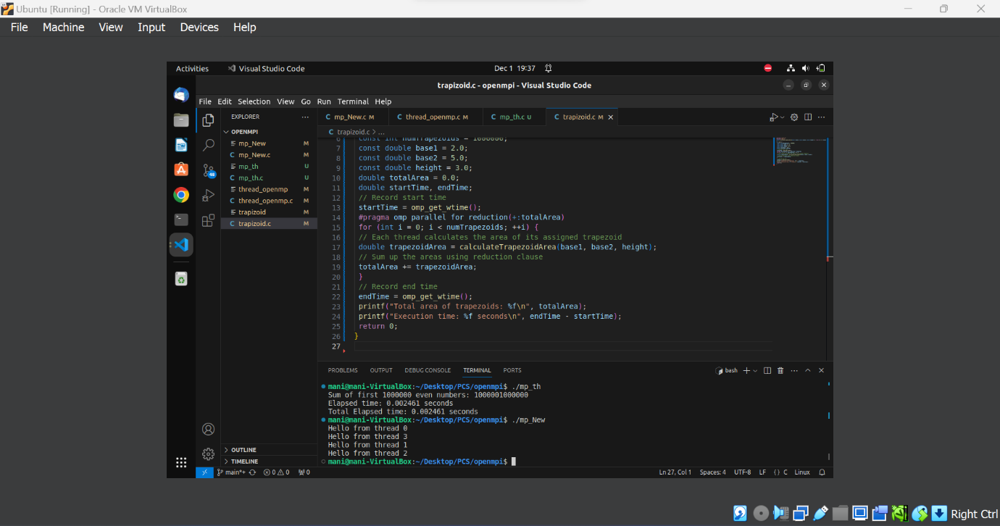 Ubuntu [Running] - Oracle VM VirtualBox
File Machine View Input Devices Help
Activities Visual Studio Code Dec 1 19:37
trapizoid.c - openmpi - Visual Studio Code
File Edit Selection View Go Run Terminal Help
EXPLORER
OPENMPI
mp_New M
C mp_New.c M
mp_th U
C mp_th.c U
thread_openmp M
C thread_openmp.c M
trapizoid M
C trapizoid.c M
OUTLINE
TIMELINE
48
C mp_New.c M C thread_openmp.c M C mp_th.c U C trapizoid.c M
C trapizoid.c > ...
6 const int numTrapezoids = 1000000;
7 const double base1 = 2.0;
8 const double base2 = 5.0;
9 const double height = 3.0;
10 double totalArea = 0.0;
11 double startTime, endTime;
12 // Record start time
13 startTime = omp_get_wtime();
14 #pragma omp parallel for reduction(+:totalArea)
15 for (int i = 0; i < numTrapezoids; ++i) {
16 // Each thread calculates the area of its assigned trapezoid
17 double trapezoidArea = calculateTrapezoidArea(base1, base2, height);
18 // Sum up the areas using reduction clause
19 totalArea += trapezoidArea;
20 }
21 // Record end time
22 endTime = omp_get_wtime();
23 printf("Total area of trapezoids: %f\n", totalArea);
24 printf("Execution time: %f seconds\n", endTime - startTime);
25 return 0;
26 }
27
PROBLEMS OUTPUT DEBUG CONSOLE TERMINAL PORTS bash
mani@mani-VirtualBox:~/Desktop/PCS/openmpi$ ./mp_th
Sum of first 1000000 even numbers: 1000001000000
Elapsed time: 0.002461 seconds
Total Elapsed time: 0.002461 seconds
mani@mani-VirtualBox:~/Desktop/PCS/openmpi$ ./mp_New
Hello from thread 0
Hello from thread 3
Hello from thread 1
Hello from thread 2
mani@mani-VirtualBox:~/Desktop/PCS/openmpi$
main*+ 0 0 0 Ln 27, Col 1 Spaces: 4 UTF-8 LF {} C Linux
Right Ctrl